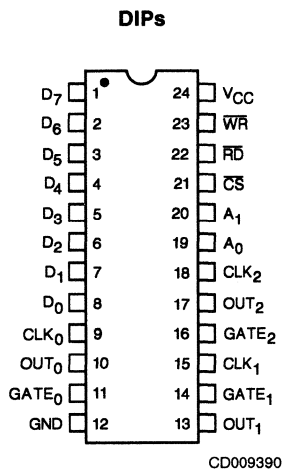 DIPs
D7 1 24 VCC
D6 2 23 WR
D5 3 22 RD
D4 4 21 CS
D3 5 20 A1
D2 6 19 A0
D1 7 18 CLK2
D0 8 17 OUT2
CLK0 9 16 GATE2
OUT0 10 15 CLK1
GATE0 11 14 GATE1
GND 12 13 OUT1
CD009390